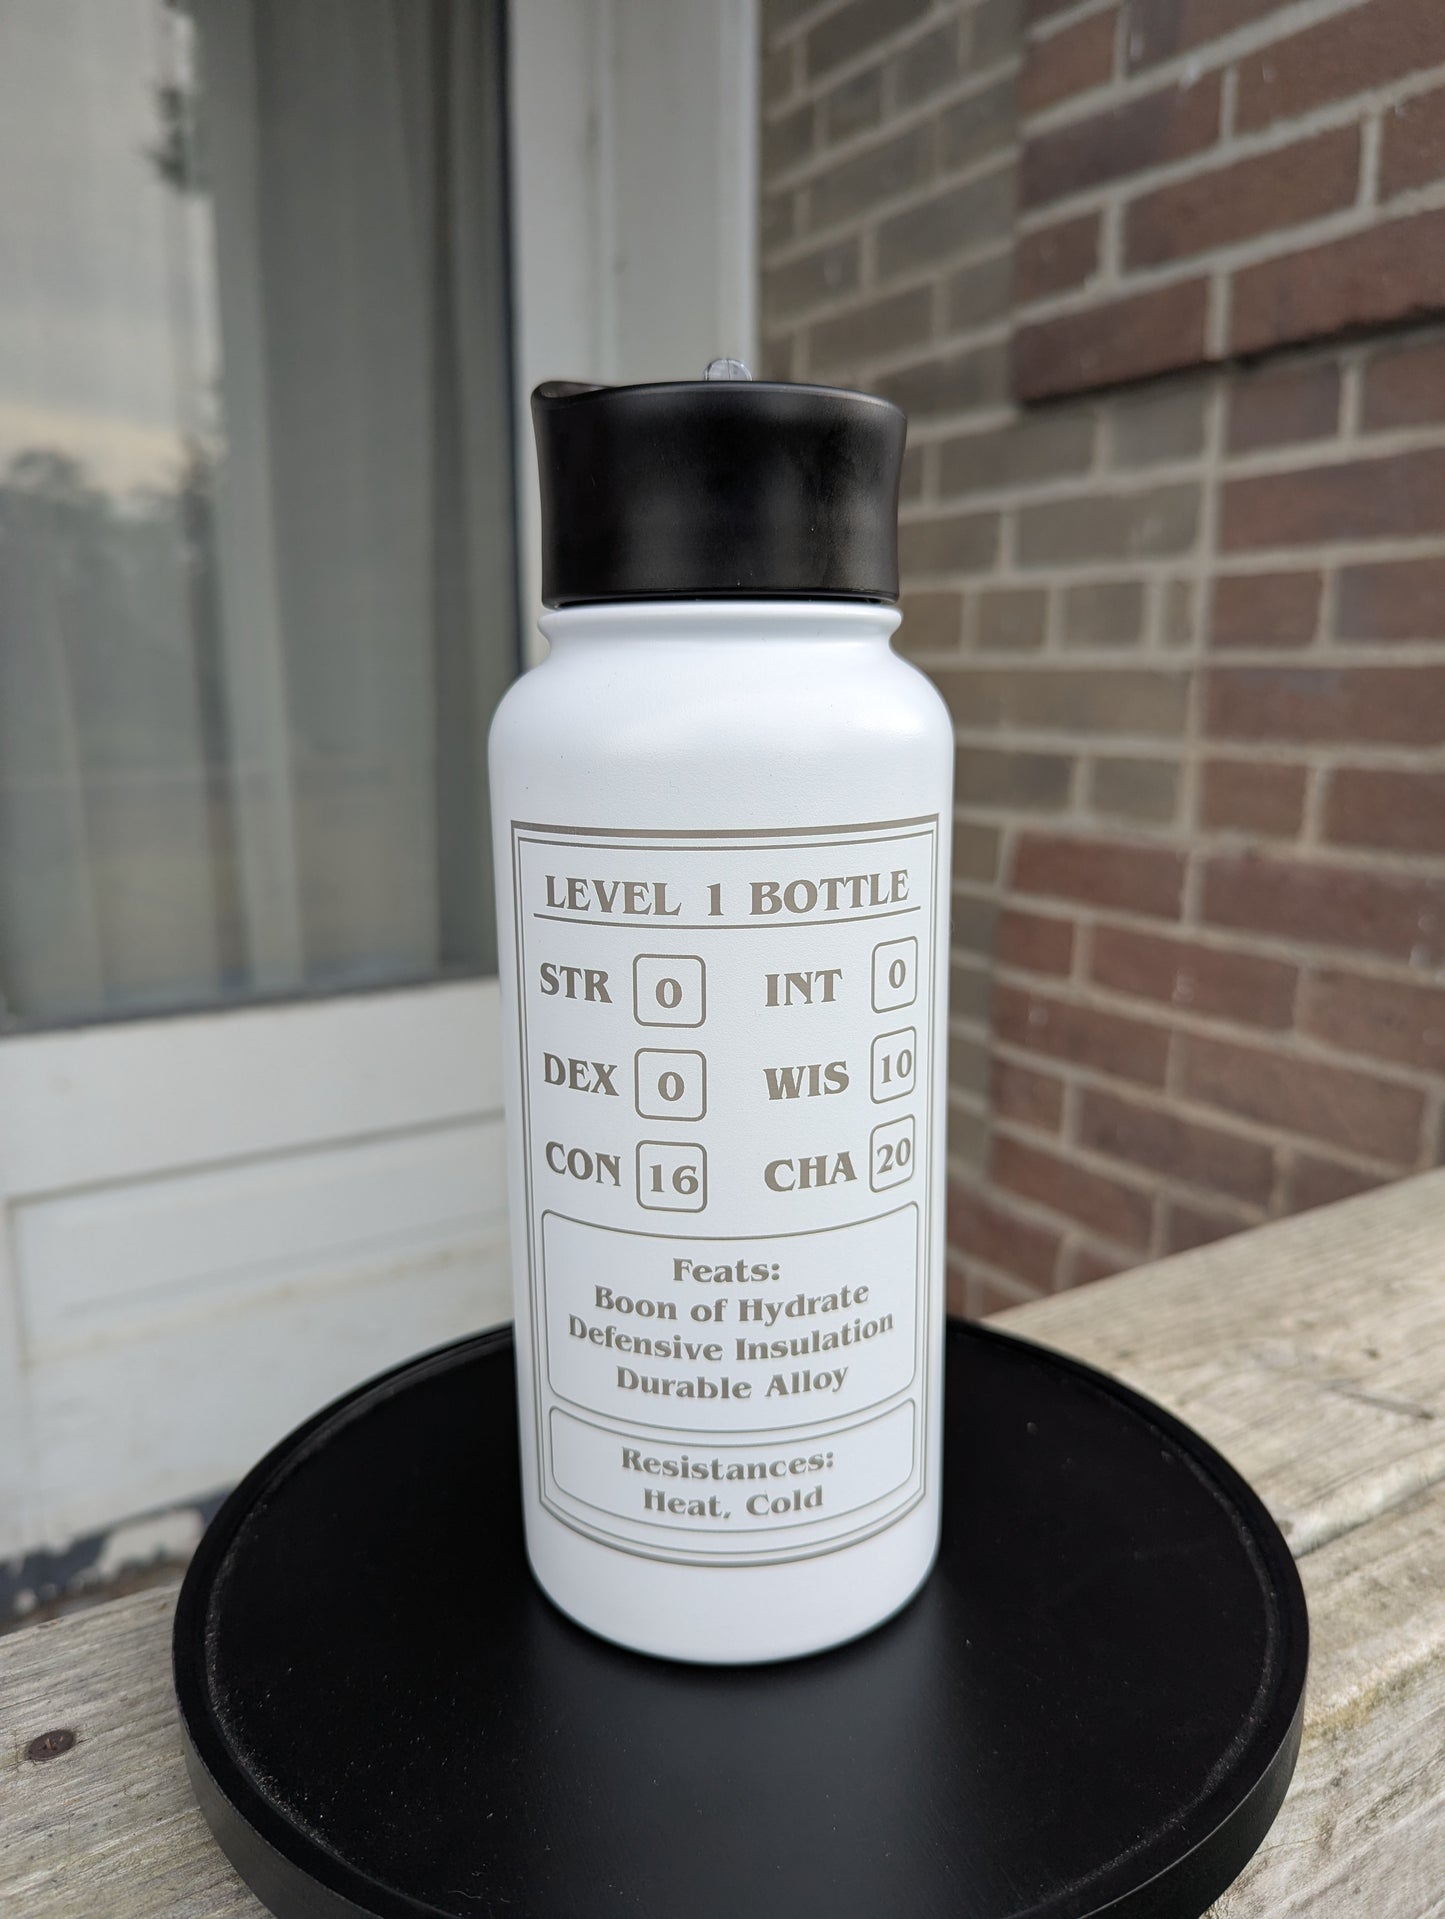 LEVEL 1 BOTTLE
STR 0 INT 0
DEX 0 WIS 10
CON 16 CHA 20
Feats:
Boon of Hydrate
Defensive Insulation
Durable Alloy
Resistances:
Heat, Cold